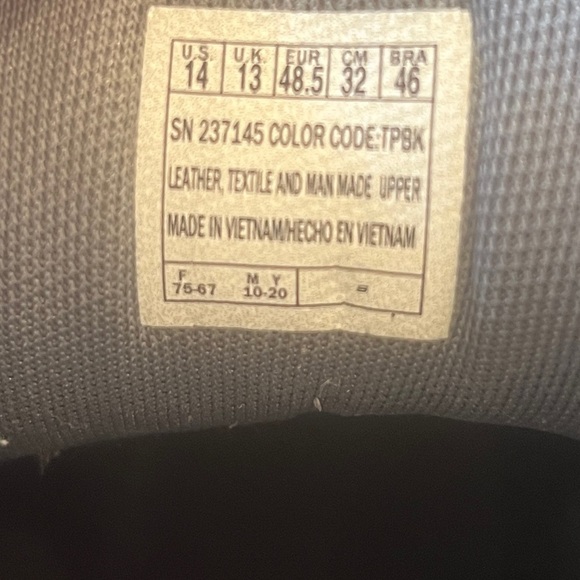 U.S. U.K. EUR CM BRA
14 13 48.5 32 46
SN 237145 COLOR CODE:TPBK
LEATHER, TEXTILE AND MAN MADE UPPER
MADE IN VIETNAM/HECHO EN VIETNAM
F M Y
75-67 10-20 =